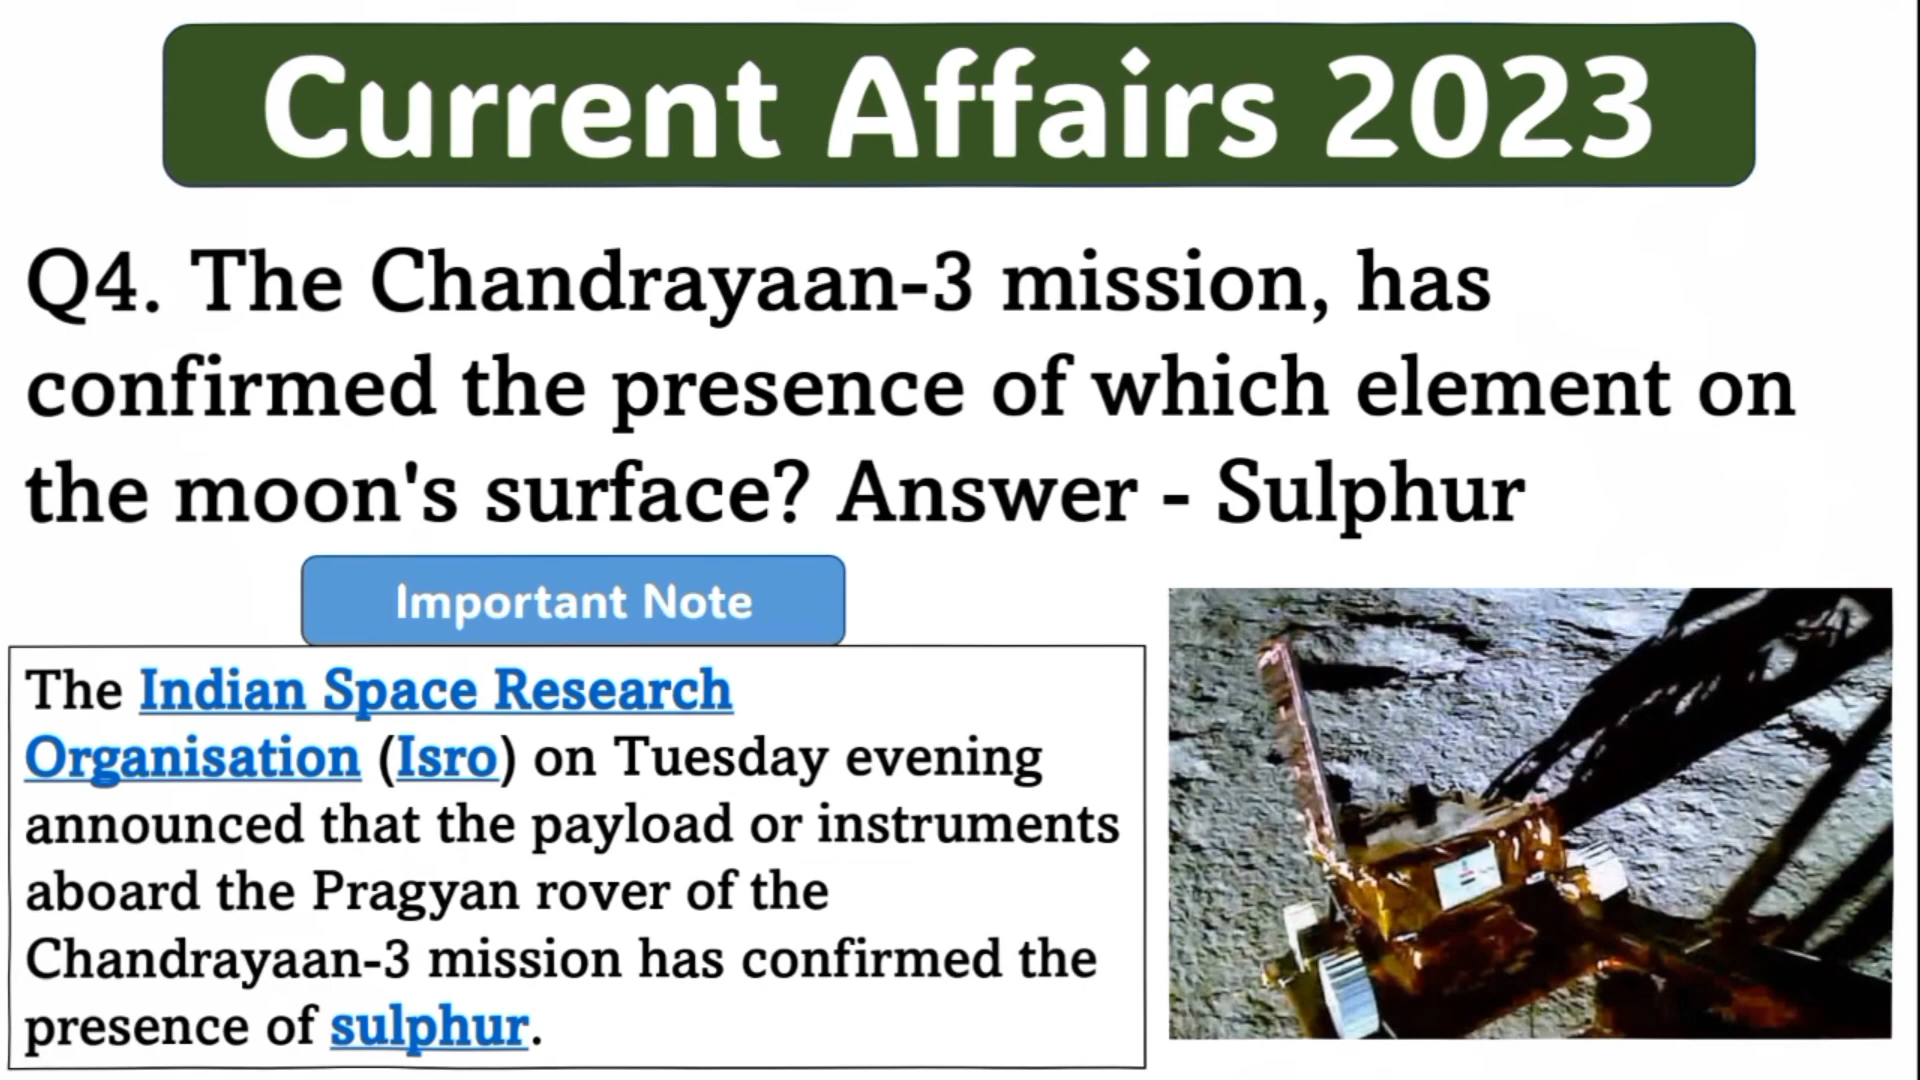 Current Affairs 2023
Q4. The Chandrayaan-3 mission, has
confirmed the presence of which element on
the moon's surface? Answer - Sulphur
Important Note
The Indian Space Research
Organisation (Isro) on Tuesday evening
announced that the payload or instruments
aboard the Pragyan rover of the
Chandrayaan-3 mission has confirmed the
presence of sulphur.